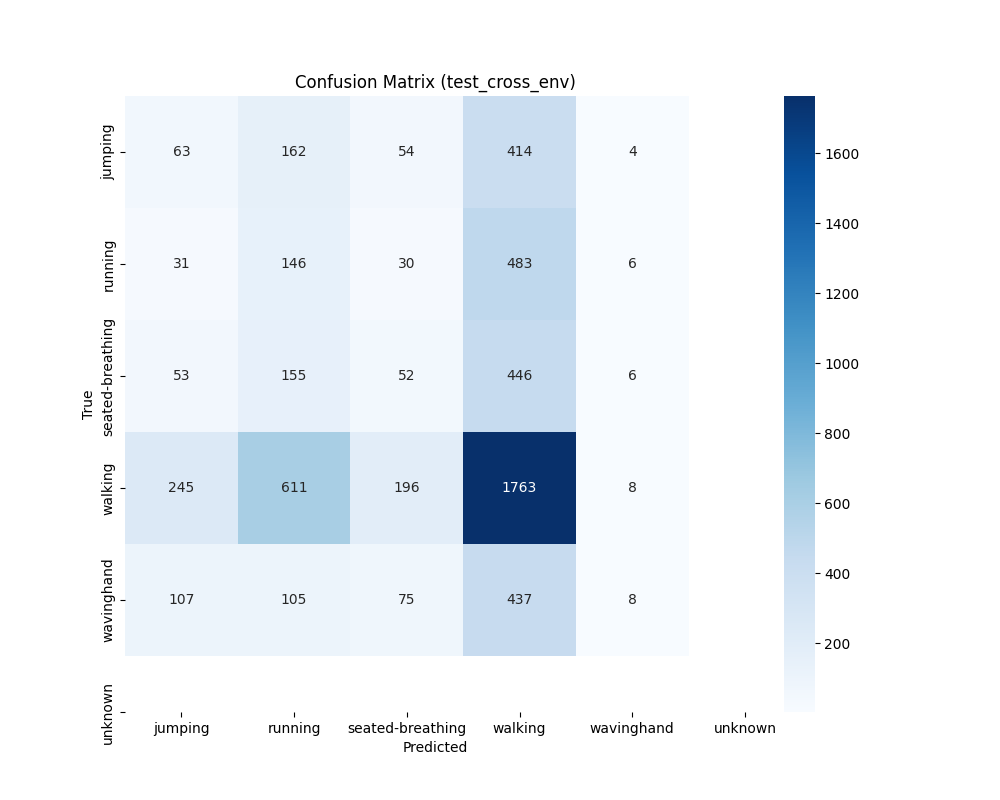 Confusion Matrix (test_cross_env)
jumping 63 162 54 414 4
running 31 146 30 483 6
seated-breathing 53 155 52 446 6
walking 245 611 196 1763 8
wavinghand 107 105 75 437 8
unknown
True
jumping running seated-breathing walking wavinghand unknown
Predicted
1600
1400
1200
1000
800
600
400
200